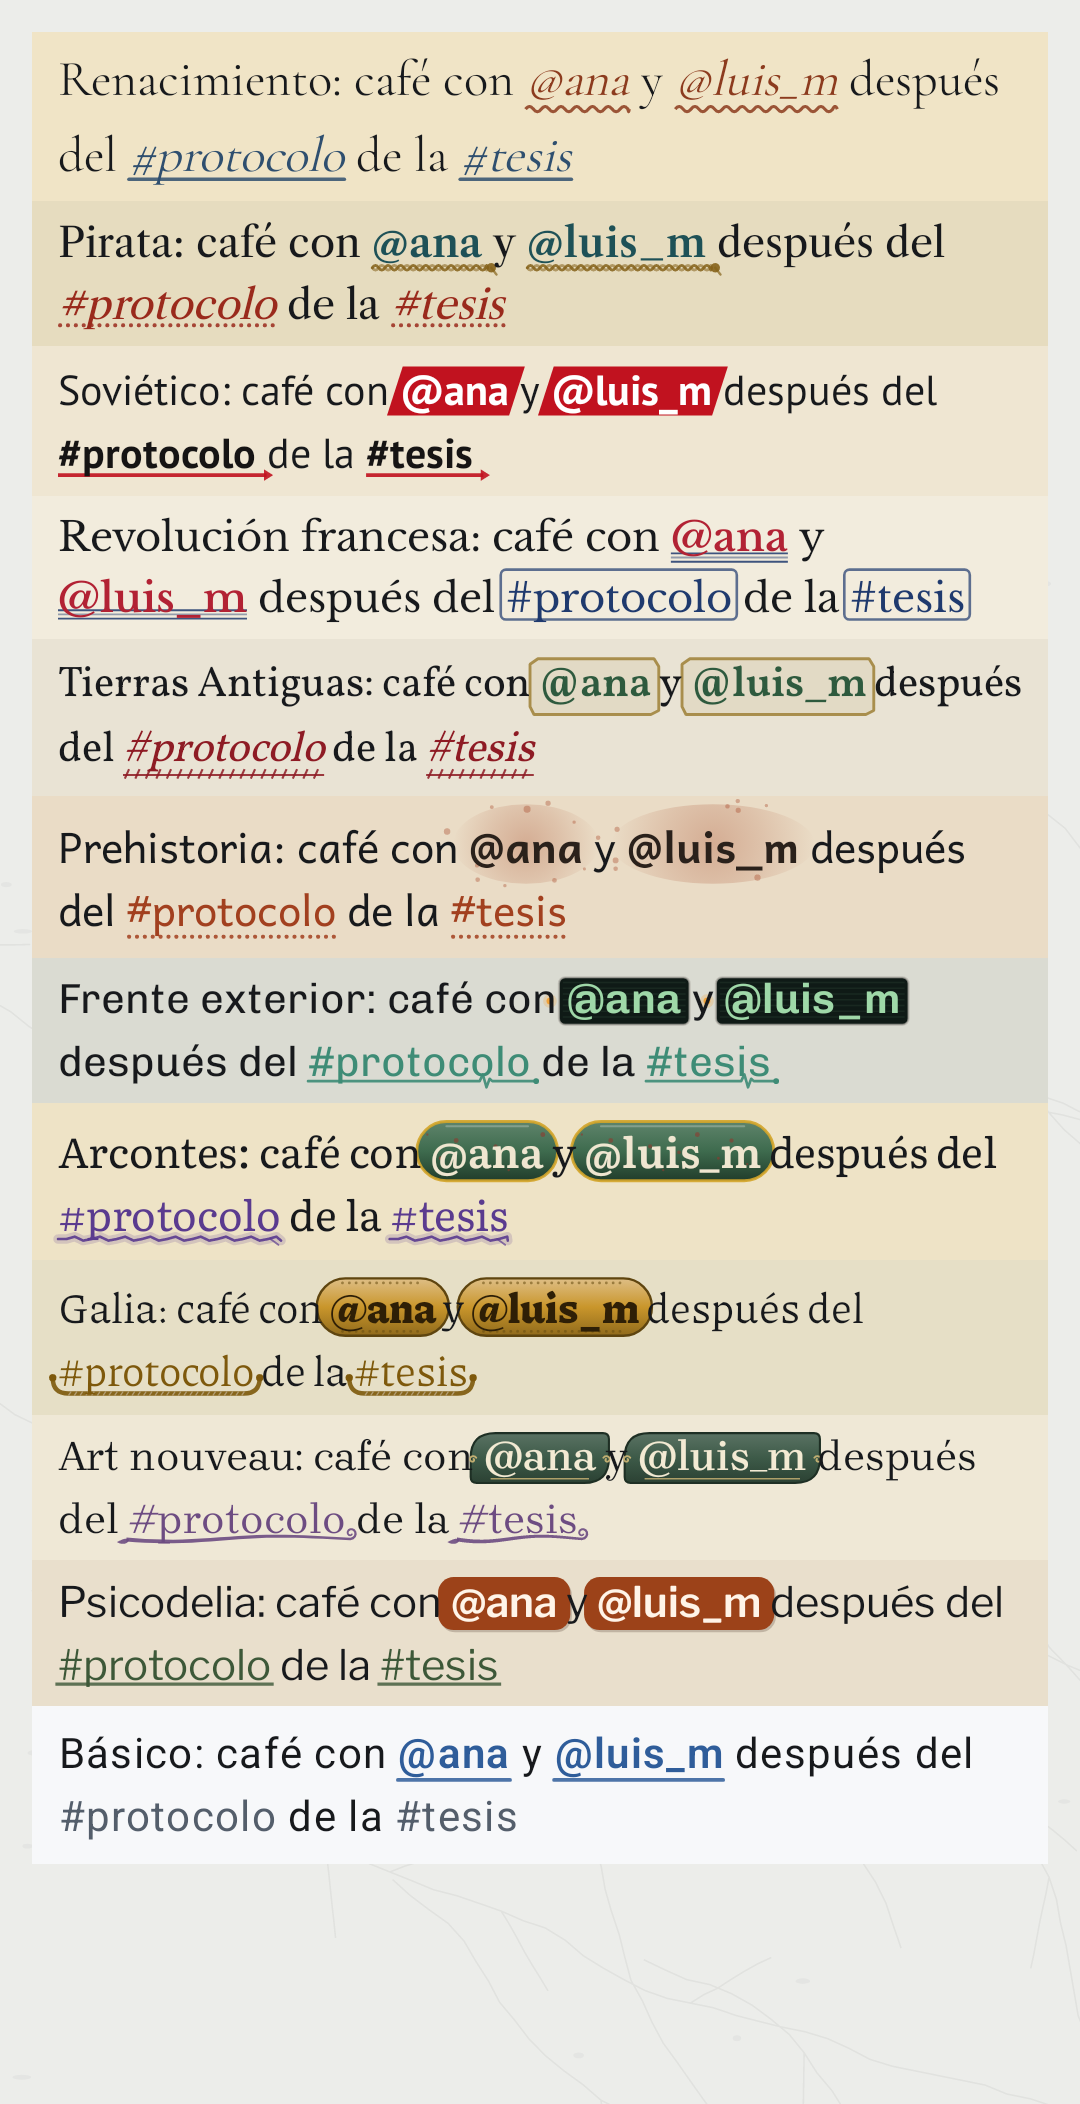 Renacimiento: café con @ana y @luis_m después
del #protocolo de la #tesis
Pirata: café con @ana y @luis_m después del
#protocolo de la #tesis
Soviético: café con @ana y @luis_m después del
#protocolo de la #tesis
Revolución francesa: café con @ana y
@luis_m después del #protocolo de la #tesis
Tierras Antiguas: café con @ana y @luis_m después
del #protocolo de la #tesis
Prehistoria: café con @ana y @luis_m después
del #protocolo de la #tesis
Frente exterior: café con @ana y @luis_m
después del #protocolo de la #tesis
Arcontes: café con @ana y @luis_m después del
#protocolo de la #tesis
Galia: café con @ana y @luis_m después del
#protocolo de la #tesis
Art nouveau: café con @ana y @luis_m después
del #protocolo de la #tesis
Psicodelia: café con @ana y @luis_m después del
#protocolo de la #tesis
Básico: café con @ana y @luis_m después del
#protocolo de la #tesis